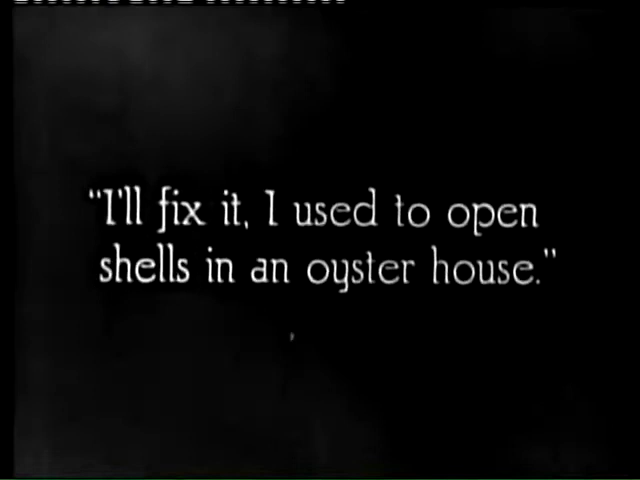 "I'll fix it, I used to open
shells in an oyster house."